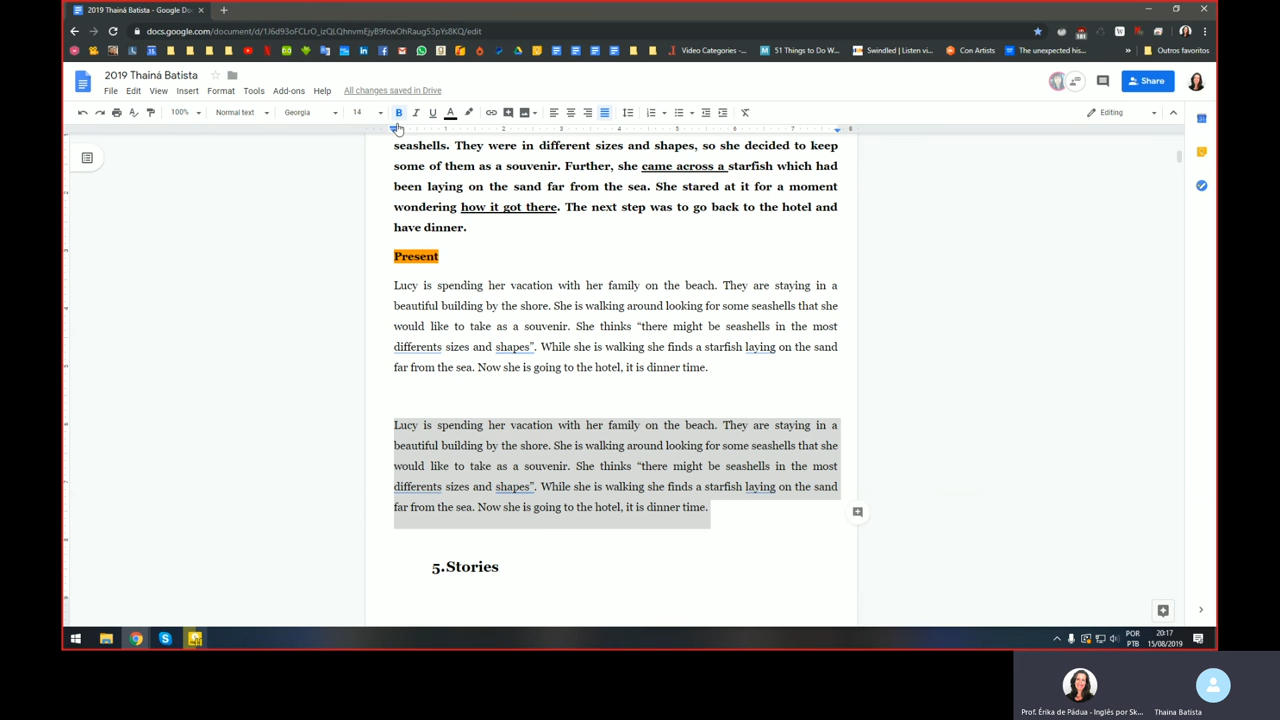 2019 Thainá Batista - Google Do
docs.google.com/document/d/1J6d93oFCLrO_izQLQhnvmEjyB9fcwOhRaug53pYs8KQ/edit
Video Categories -...
51 Things to Do W...
Swindled | Listen vi...
Con Artists
The unexpected his...
»
Outros favoritos
2019 Thainá Batista
File Edit View Insert Format Tools Add-ons Help All changes saved in Drive
Share
100% Normal text Georgia 14 B I U A Editing
seashells. They were in different sizes and shapes, so she decided to keep
some of them as a souvenir. Further, she came across a starfish which had
been laying on the sand far from the sea. She stared at it for a moment
wondering how it got there. The next step was to go back to the hotel and
have dinner.
Present
Lucy is spending her vacation with her family on the beach. They are staying in a
beautiful building by the shore. She is walking around looking for some seashells that she
would like to take as a souvenir. She thinks “there might be seashells in the most
differents sizes and shapes”. While she is walking she finds a starfish laying on the sand
far from the sea. Now she is going to the hotel, it is dinner time.
Lucy is spending her vacation with her family on the beach. They are staying in a
beautiful building by the shore. She is walking around looking for some seashells that she
would like to take as a souvenir. She thinks “there might be seashells in the most
differents sizes and shapes”. While she is walking she finds a starfish laying on the sand
far from the sea. Now she is going to the hotel, it is dinner time.
5.Stories
POR
PTB
20:17
15/08/2019
Prof. Érika de Pádua - Inglês por Sk...
Thaina Batista